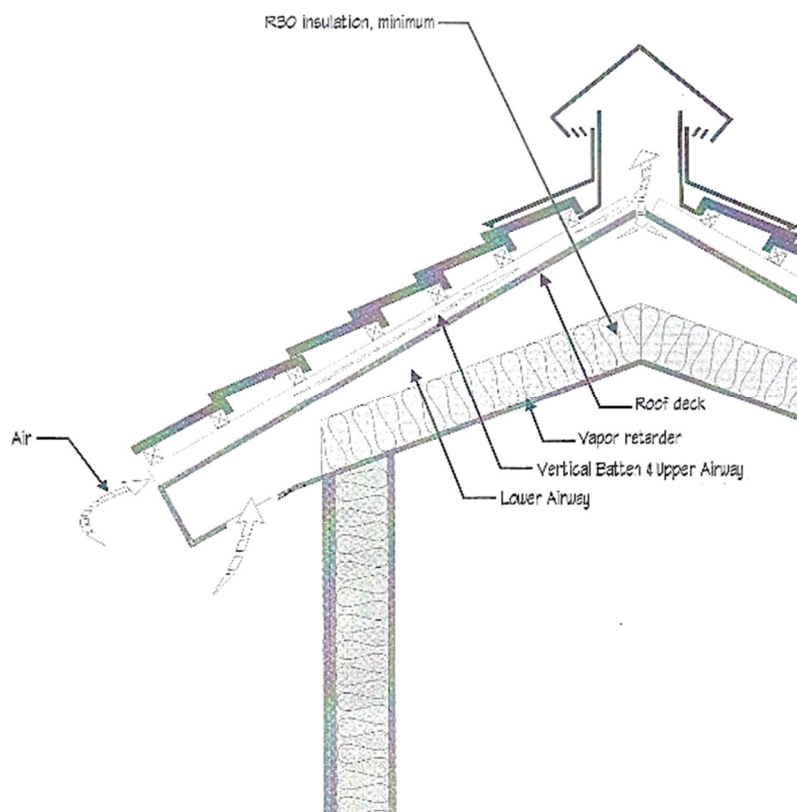 R30 insulation, minimum
Roof deck
Vapor retarder
Air
Vertical Batten & Upper Airway
Lower Airway